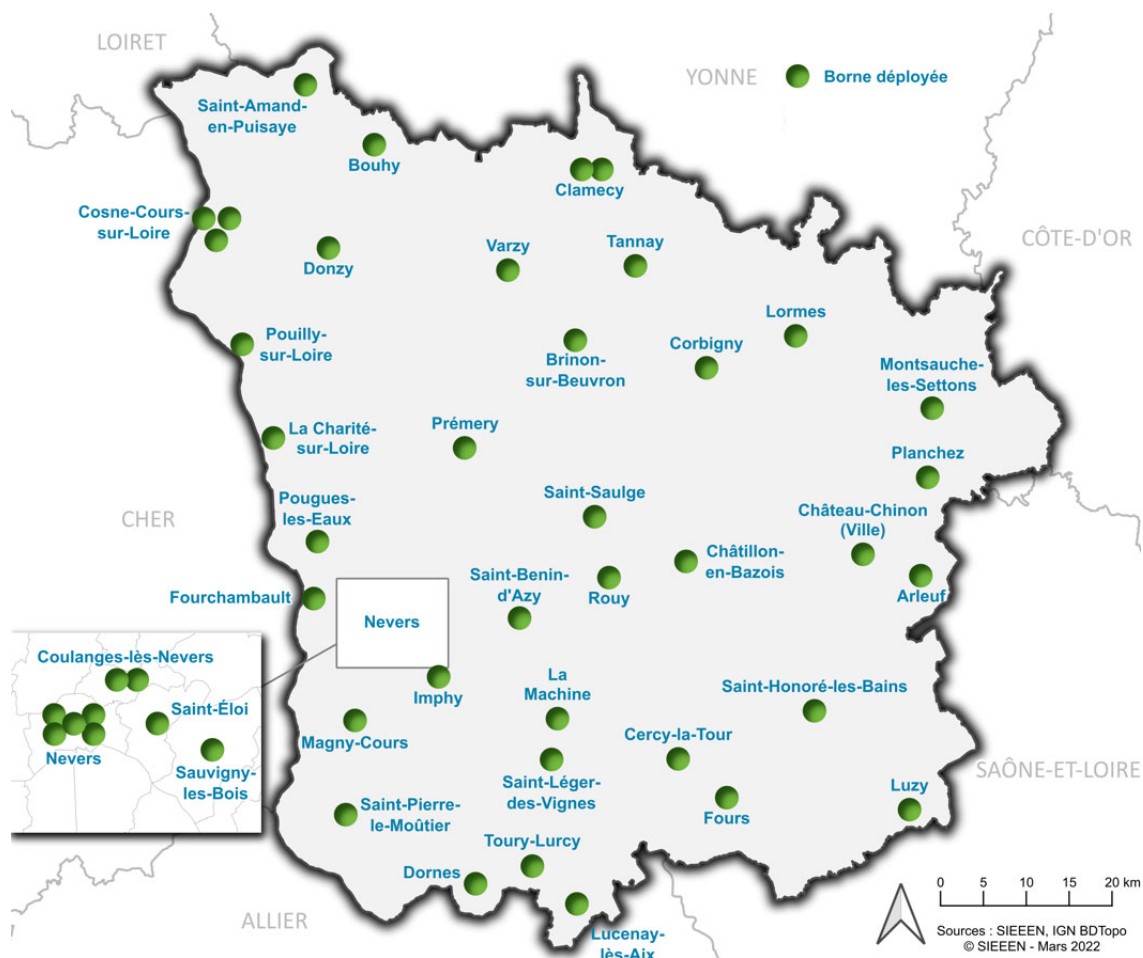 LOIRET
YONNE
Borne déployée
Saint-Amand-
en-Puisaye
Bouhy
Clamecy
Cosne-Cours-
sur-Loire
CÔTE-D'OR
Donzy
Varzy
Tannay
Lormes
Pouilly-
sur-Loire
Brinon-
sur-Beuvron
Corbigny
Montsauche-
les-Settons
La Charité-
sur-Loire
Prémery
Planchez
Pougues-
les-Eaux
Saint-Saulge
CHER
Château-Chinon
(Ville)
Châtillon-
en-Bazois
Saint-Benin-
d'Azy
Rouy
Arleuf
Fourchambault
Nevers
Coulanges-lès-Nevers
Saint-Éloi
Nevers
Sauvigny-
les-Bois
Imphy
La
Machine
Saint-Honoré-les-Bains
Magny-Cours
Cercy-la-Tour
SAÔNE-ET-LOIRE
Saint-Léger-
des-Vignes
Luzy
Saint-Pierre-
le-Moûtier
Fours
Toury-Lurcy
Dornes
ALLIER
Lucenay-
lès-Aix
0 5 10 15 20 km
Sources : SIEEEN, IGN BDTopo
© SIEEEN - Mars 2022